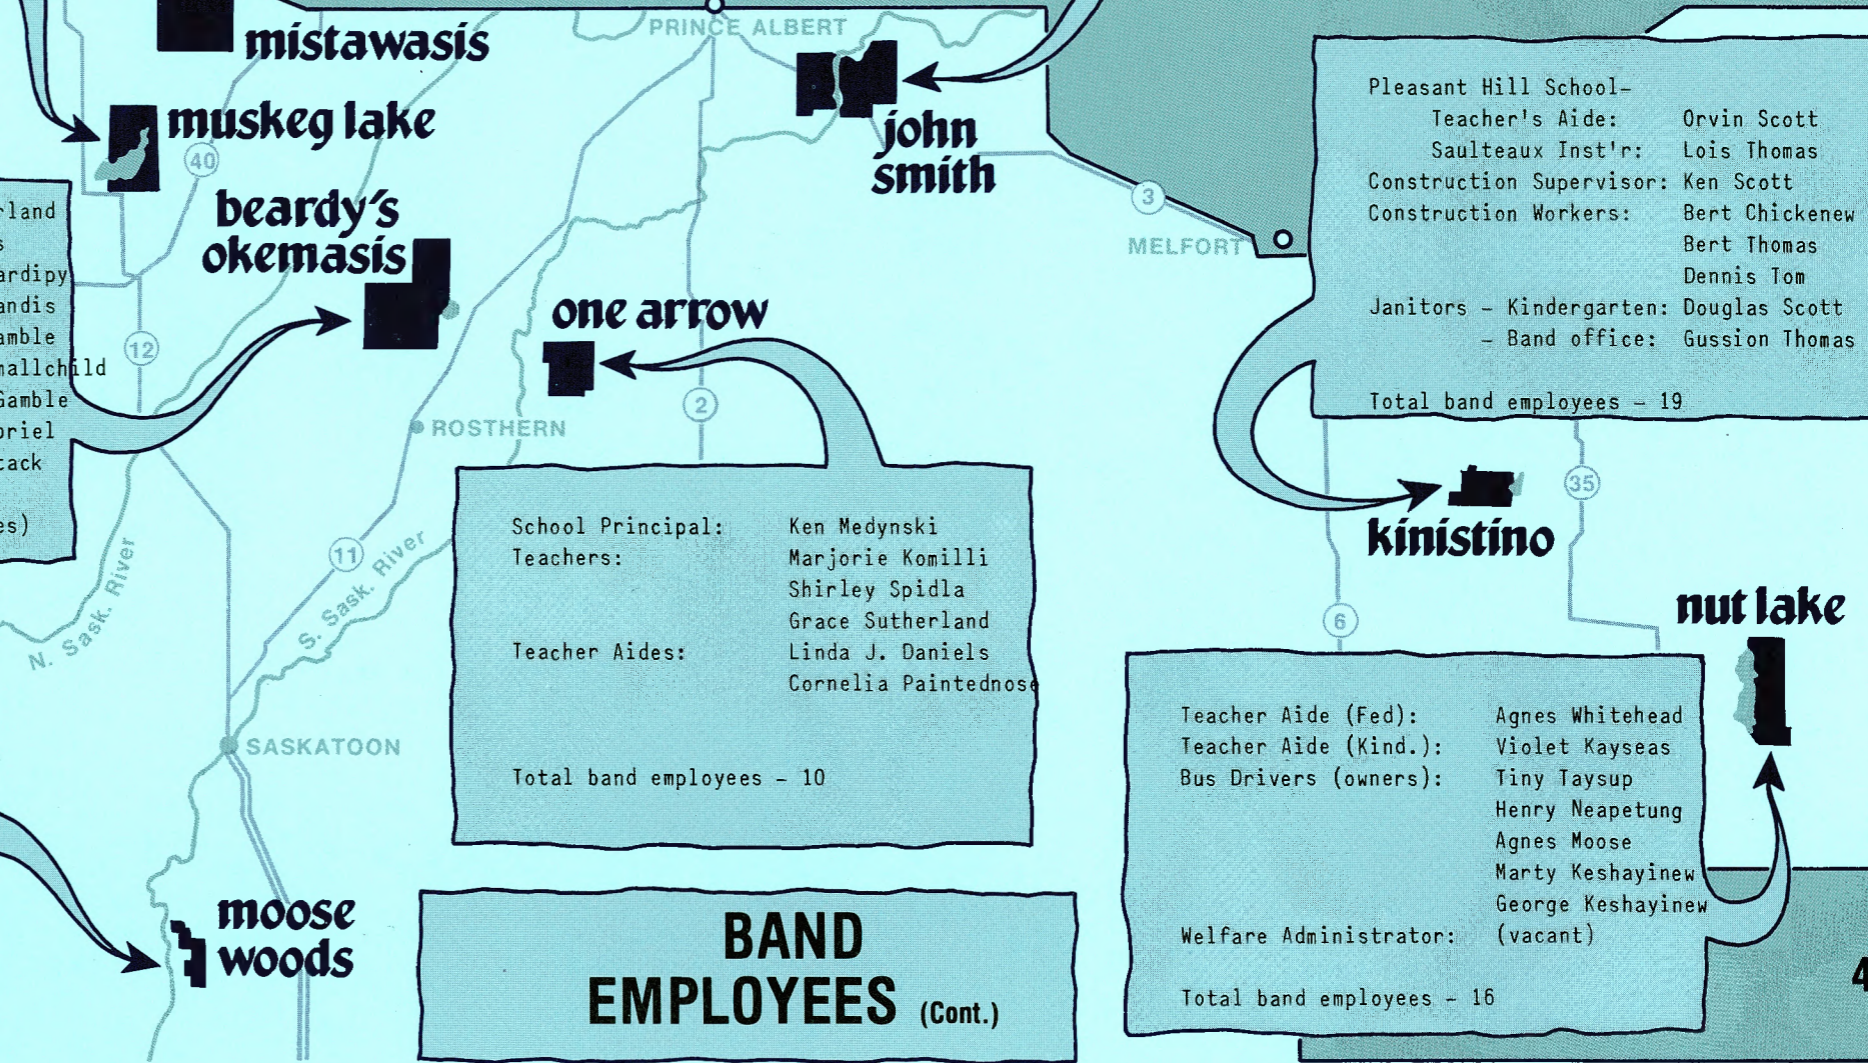 PRINCE ALBERT
mistawasis
muskeg lake
40
john
smith
3
MELFORT
beardy's
okemasis
one arrow
12
2
ROSTHERN
11
N. Sask. River
S. Sask. River
SASKATOON
moose
woods
rland
s
ardipy
andis
amble
mallchild
Gamble
briel
tack
es)
Pleasant Hill School–
Teacher's Aide: Orvin Scott
Saulteaux Inst'r: Lois Thomas
Construction Supervisor: Ken Scott
Construction Workers: Bert Chickenew
Bert Thomas
Dennis Tom
Janitors – Kindergarten: Douglas Scott
– Band office: Gussion Thomas
Total band employees – 19
35
kinistino
6
nut lake
School Principal: Ken Medynski
Teachers: Marjorie Komilli
Shirley Spidla
Grace Sutherland
Teacher Aides: Linda J. Daniels
Cornelia Paintednose
Total band employees – 10
Teacher Aide (Fed): Agnes Whitehead
Teacher Aide (Kind.): Violet Kayseas
Bus Drivers (owners): Tiny Taysup
Henry Neapetung
Agnes Moose
Marty Keshayinew
George Keshayinew
Welfare Administrator: (vacant)
Total band employees – 16
BAND
EMPLOYEES (Cont.)
4